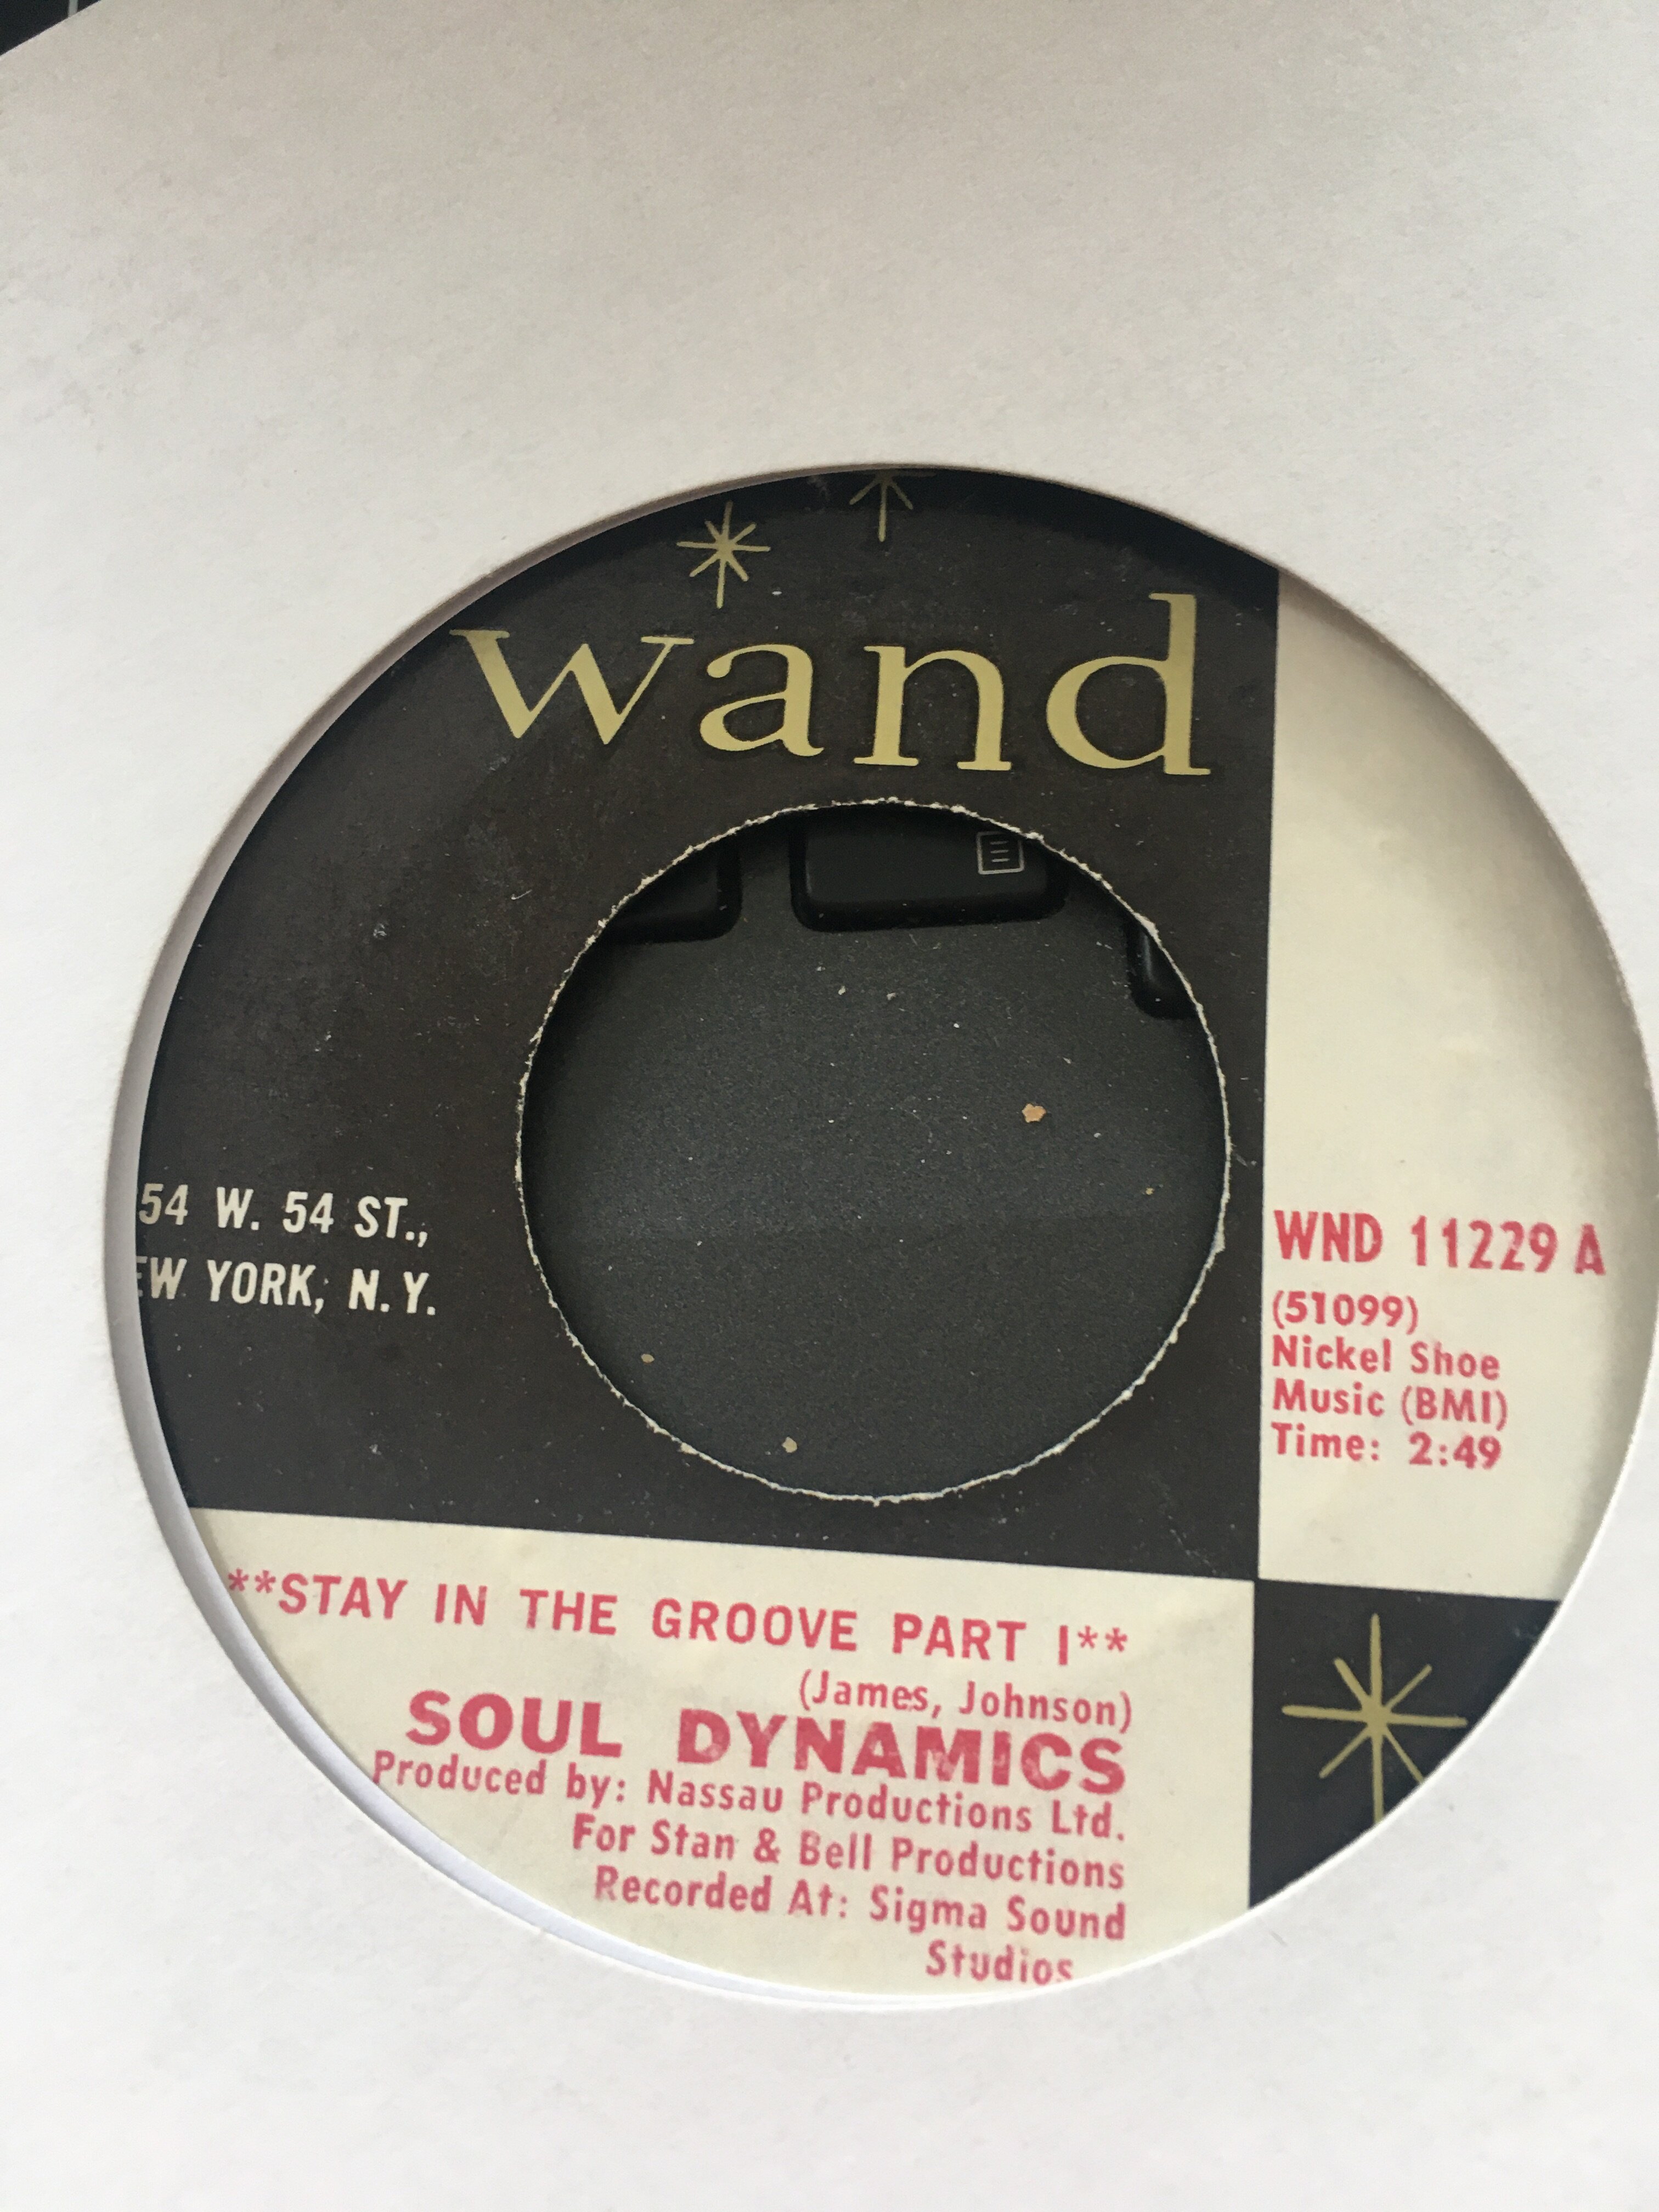 wand
54 W. 54 ST.,
EW YORK, N.Y.
WND 11229 A
(51099)
Nickel Shoe
Music (BMI)
Time: 2:49
**STAY IN THE GROOVE PART I**
(James, Johnson)
SOUL DYNAMICS
Produced by: Nassau Productions Ltd.
For Stan & Bell Productions
Recorded At: Sigma Sound
Studios